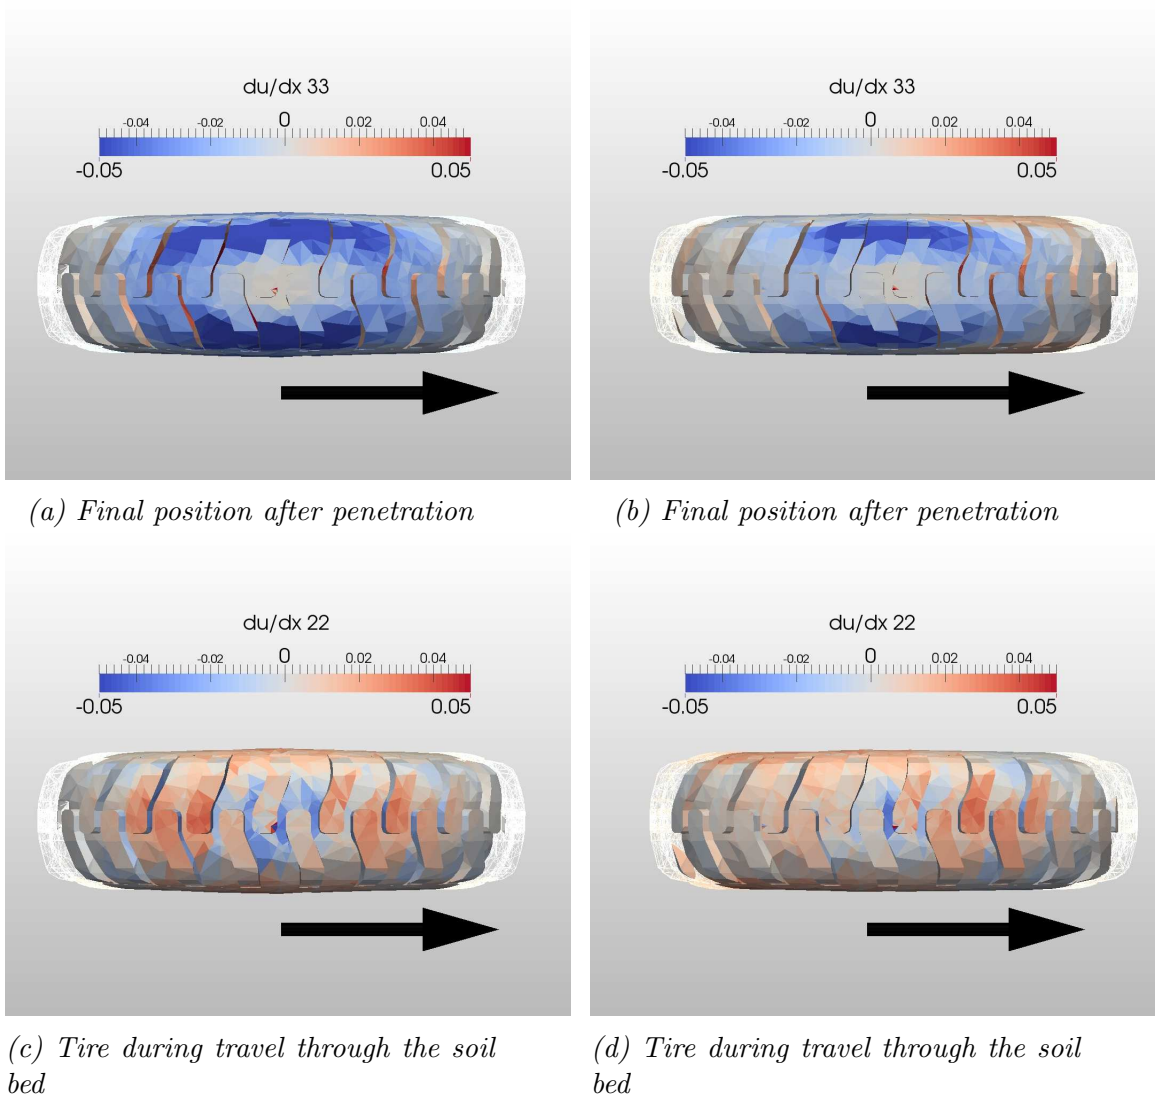 du/dx 33
-0.04 -0.02 0 0.02 0.04
-0.05 0.05
du/dx 33
-0.04 -0.02 0 0.02 0.04
-0.05 0.05
(a) Final position after penetration
(b) Final position after penetration
du/dx 22
-0.04 -0.02 0 0.02 0.04
-0.05 0.05
du/dx 22
-0.04 -0.02 0 0.02 0.04
-0.05 0.05
(c) Tire during travel through the soil
bed
(d) Tire during travel through the soil
bed